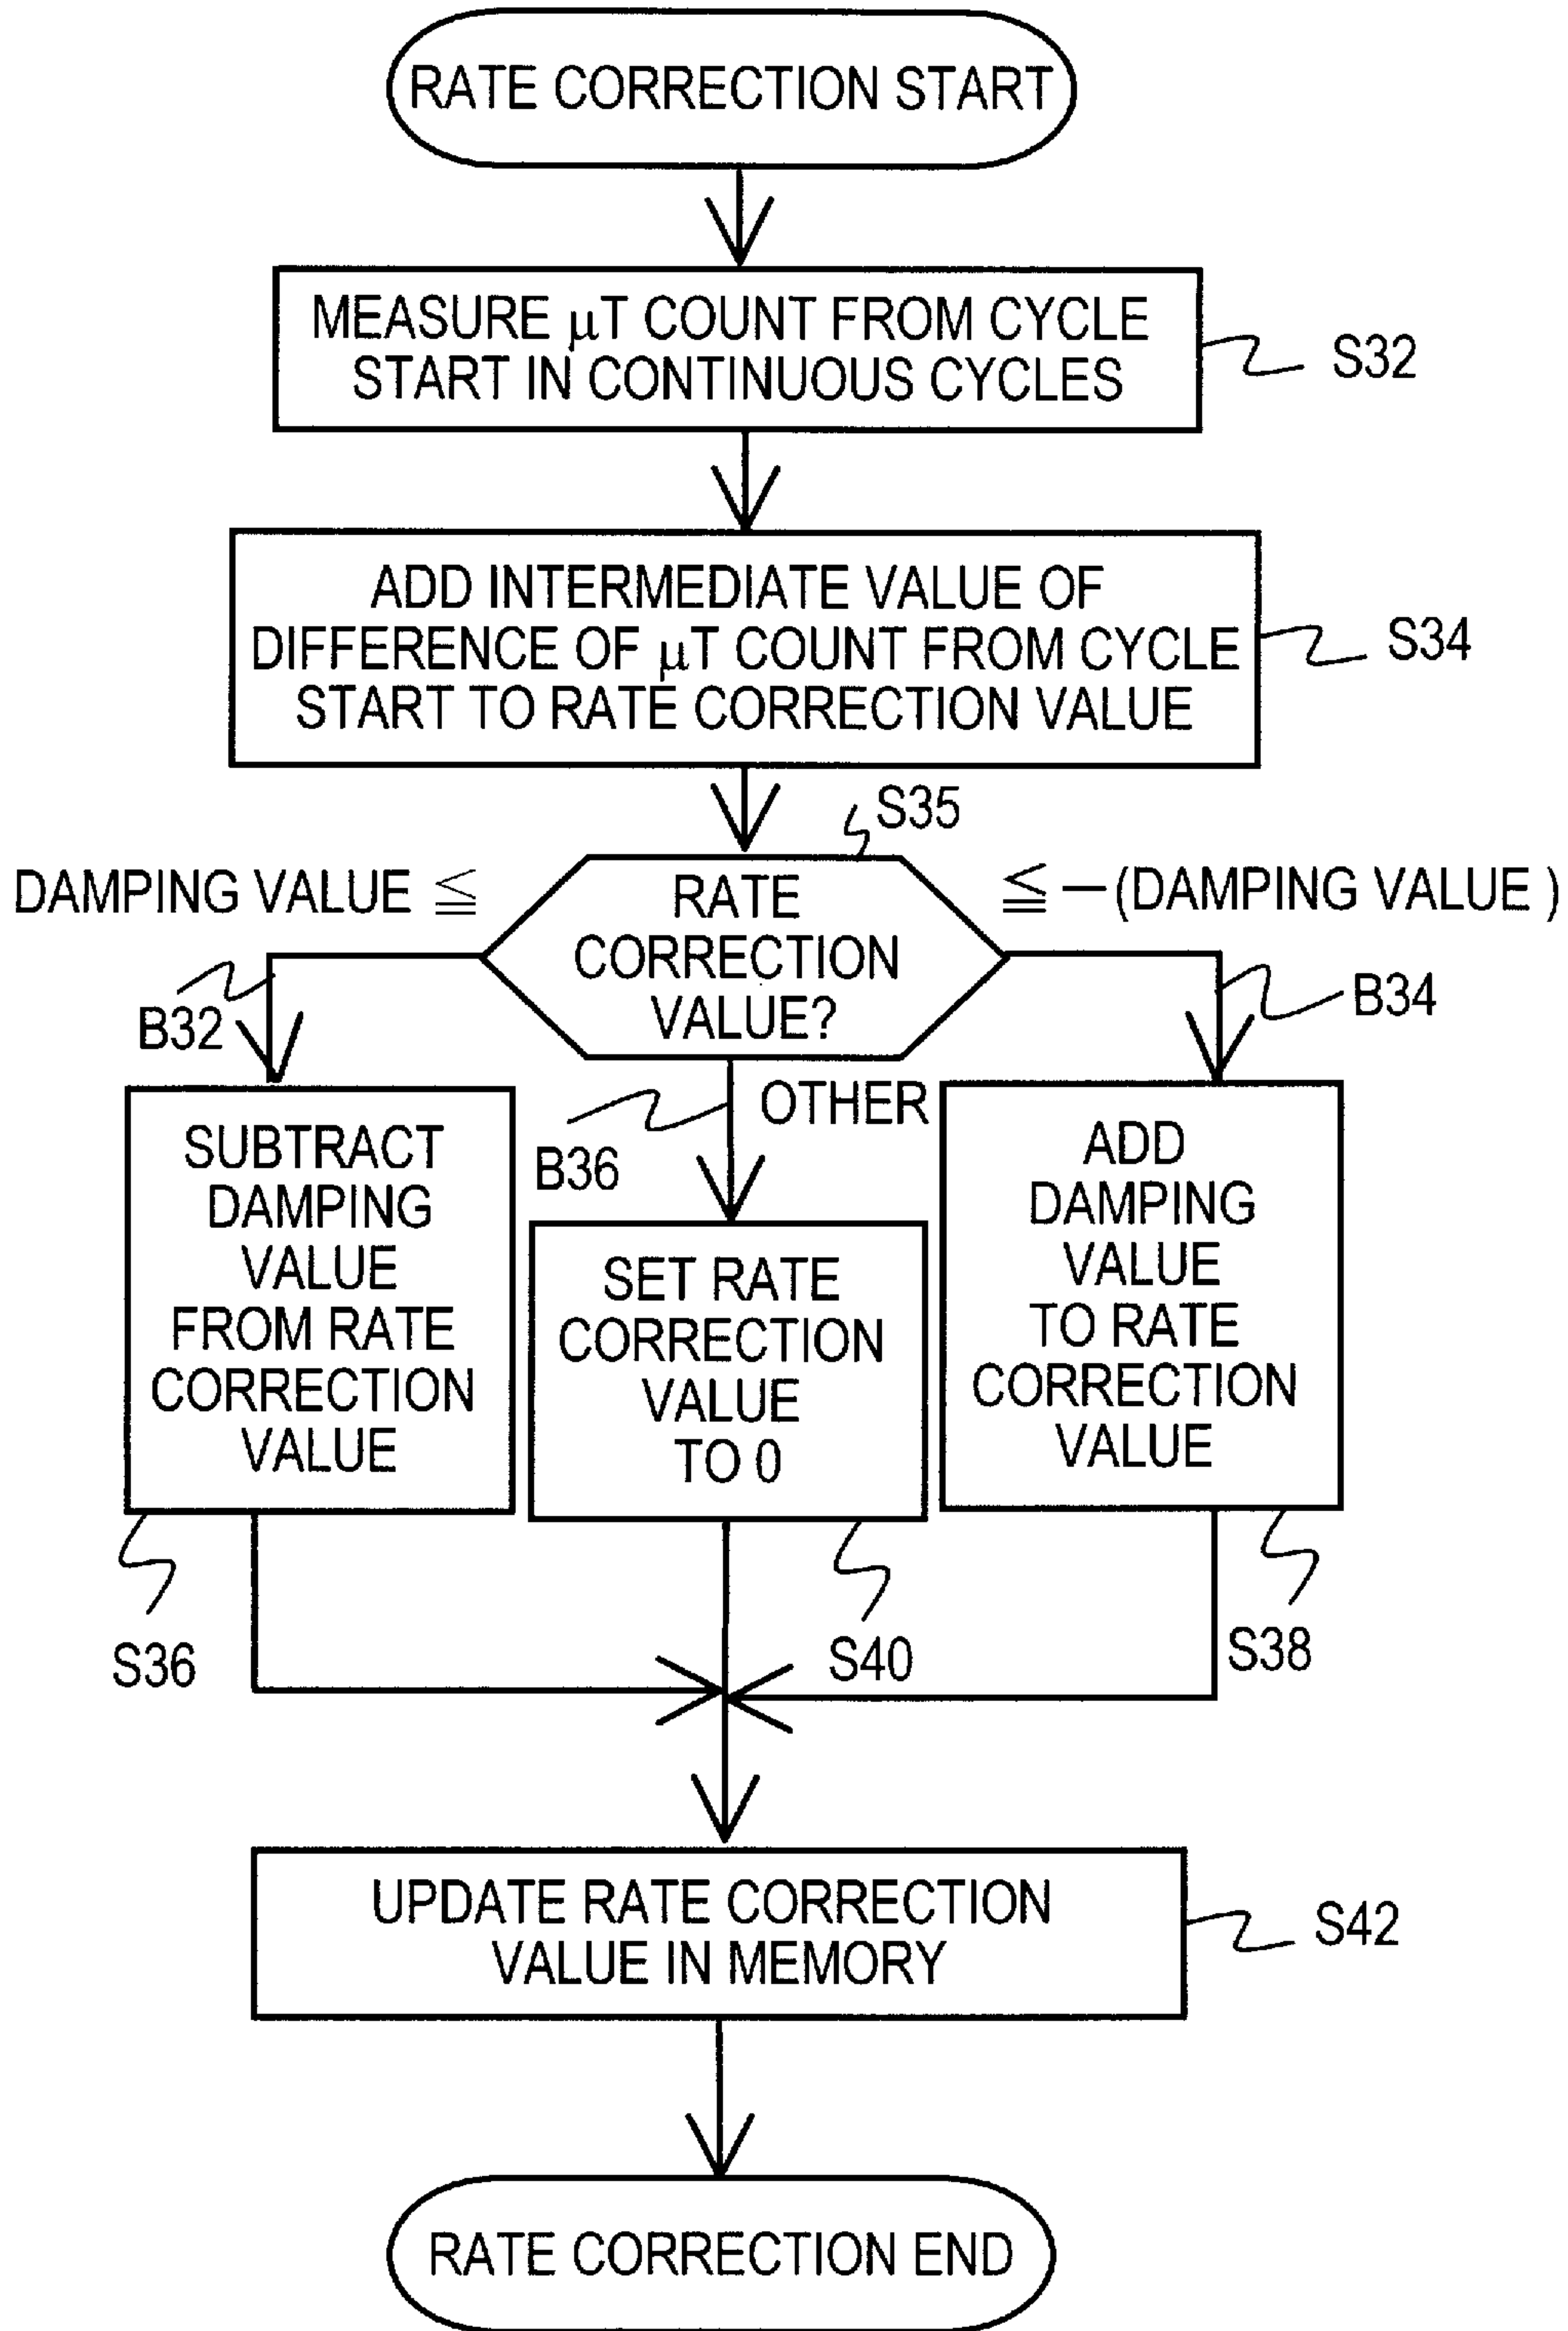 RATE CORRECTION START
MEASURE µT COUNT FROM CYCLE
START IN CONTINUOUS CYCLES
S32
ADD INTERMEDIATE VALUE OF
DIFFERENCE OF µT COUNT FROM CYCLE
START TO RATE CORRECTION VALUE
S34
S35
DAMPING VALUE ≦
RATE
CORRECTION
VALUE?
≦ －(DAMPING VALUE )
B32
B34
B36
OTHER
SUBTRACT
DAMPING
VALUE
FROM RATE
CORRECTION
VALUE
SET RATE
CORRECTION
VALUE
TO 0
ADD
DAMPING
VALUE
TO RATE
CORRECTION
VALUE
S36
S40
S38
UPDATE RATE CORRECTION
VALUE IN MEMORY
S42
RATE CORRECTION END